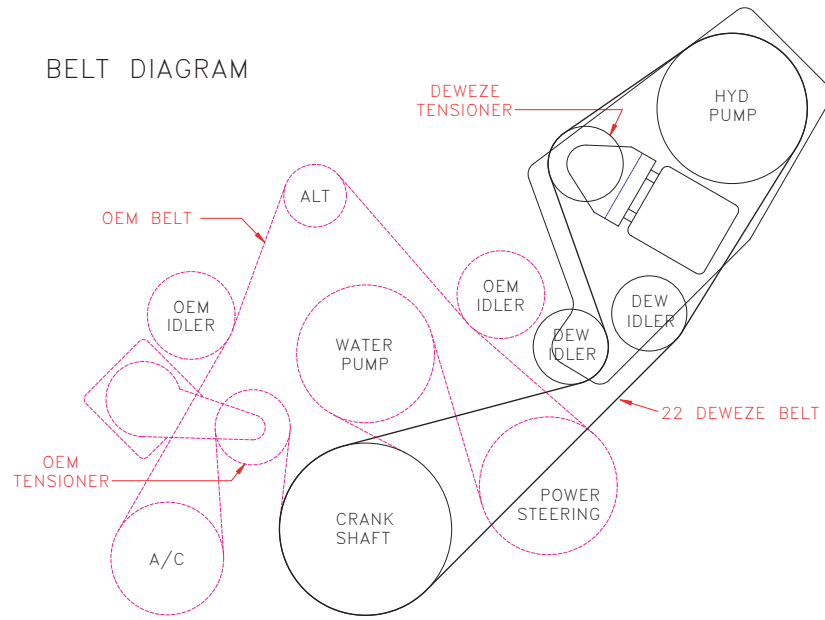 BELT DIAGRAM
DEWEZE
TENSIONER
HYD
PUMP
ALT
OEM BELT
OEM
IDLER
OEM
IDLER
DEW
IDLER
WATER
PUMP
DEW
IDLER
22 DEWEZE BELT
OEM
TENSIONER
POWER
STEERING
CRANK
SHAFT
A/C